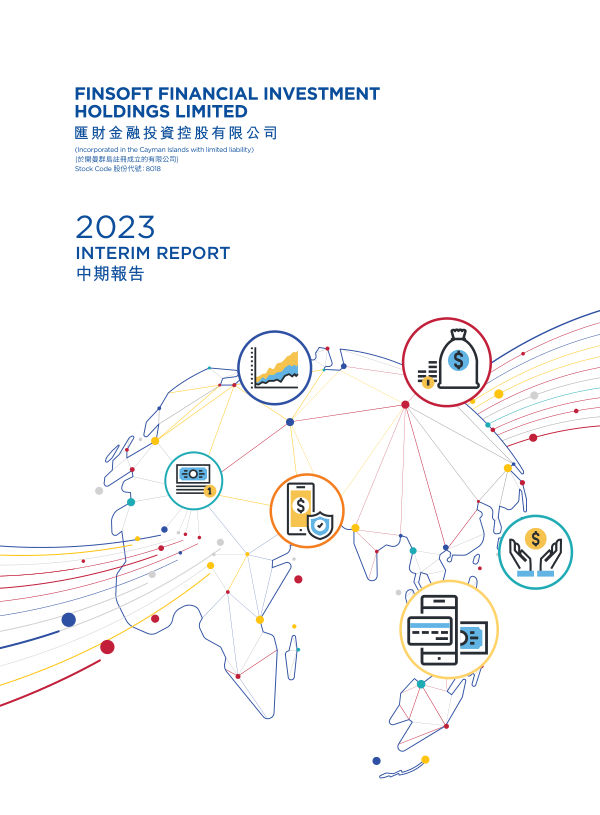 FINSOFT FINANCIAL INVESTMENT
HOLDINGS LIMITED
匯財金融投資控股有限公司
(Incorporated in the Cayman Islands with limited liability)
(於開曼群島註冊成立的有限公司)
Stock Code 股份代號：8018
2023
INTERIM REPORT
中期報告
$
$
$
1